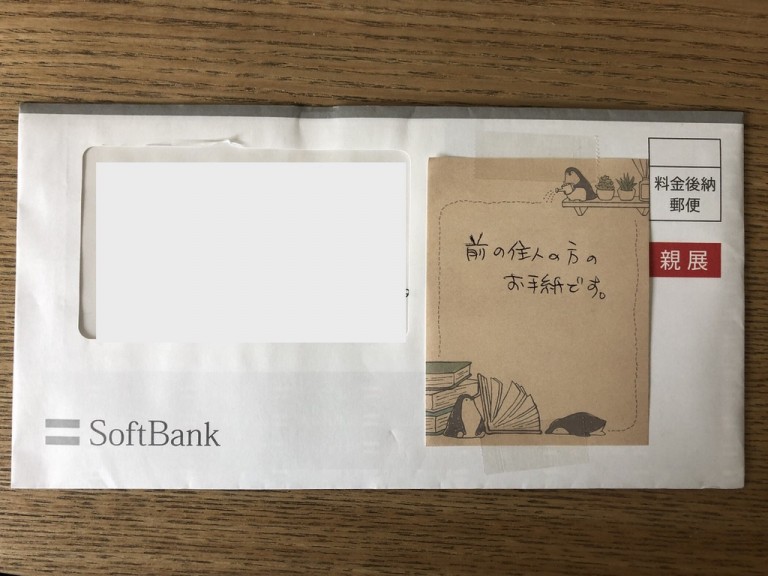 料金後納
郵便
親展
前の住人の方の
お手紙です。
SoftBank